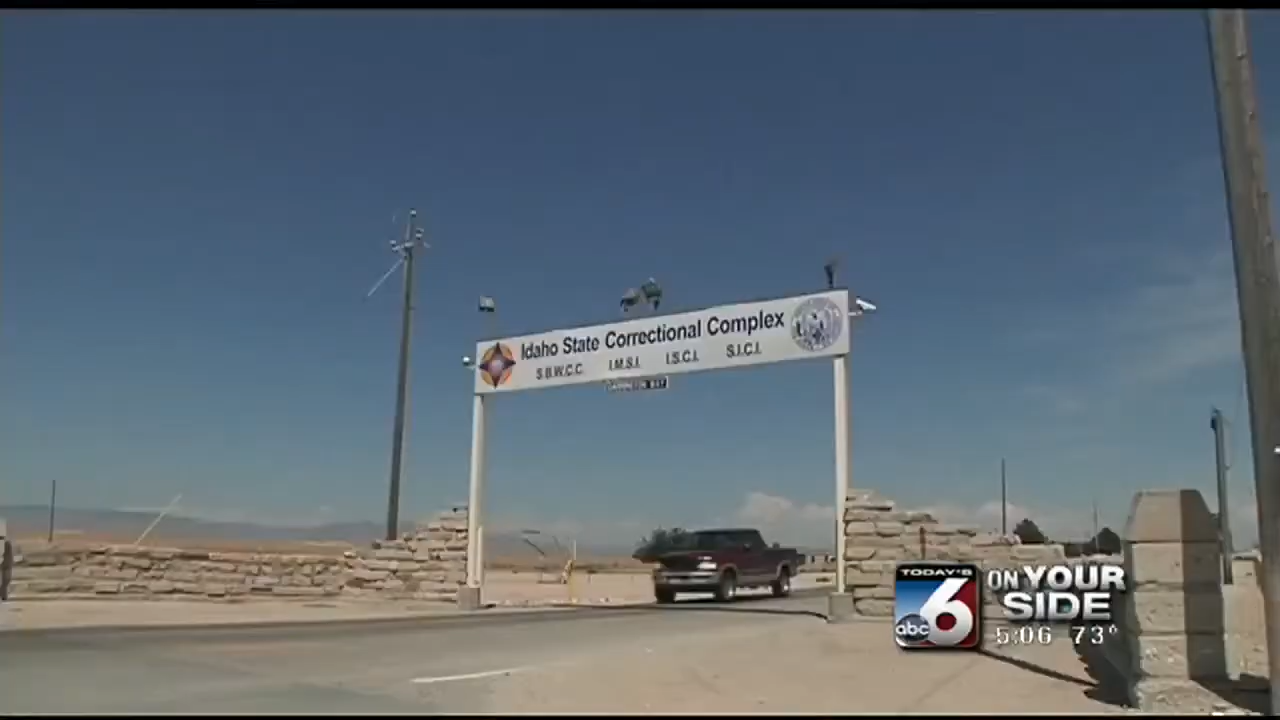 Idaho State Correctional Complex
S.B.W.C.C. I.M.S.I. I.S.C.I. S.I.C.I.
TODAY'S
abc 6
ON YOUR
SIDE
5:06 73°